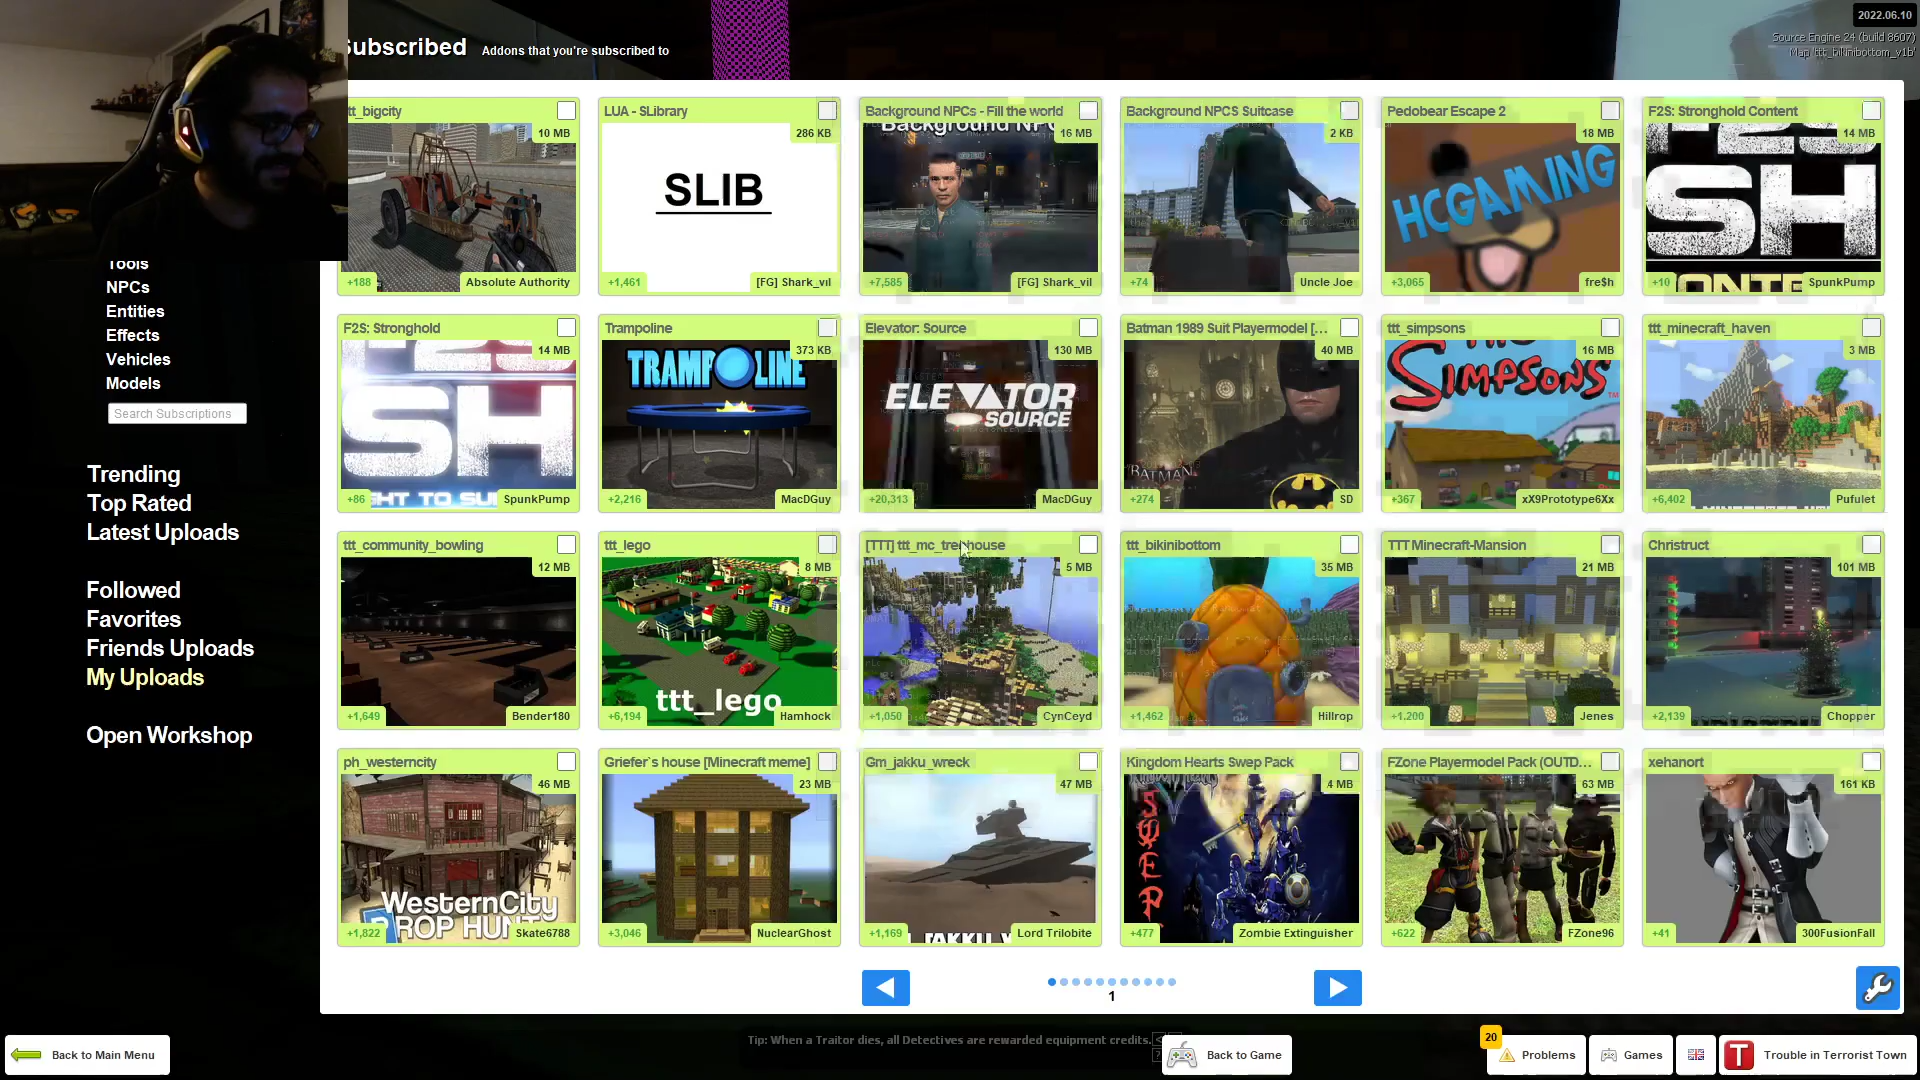 2022.06.10
Subscribed Addons that you're subscribed to
Source Engine 24 (build 8607)
Map 'ttt_bikinibottom_v1b'
ttt_bigcity
10 MB
+188
Absolute Authority
LUA - SLibrary
286 KB
SLIB
+1,461
[FG] Shark_vil
Background NPCs - Fill the world
16 MB
+7,585
[FG] Shark_vil
Background NPCS Suitcase
2 KB
+74
Uncle Joe
Pedobear Escape 2
18 MB
HCGAMING
+3,065
fre$h
F2S: Stronghold Content
14 MB
SH
+10
SpunkPump
Tools
NPCs
Entities
Effects
Vehicles
Models
Search Subscriptions
Trending
Top Rated
Latest Uploads
Followed
Favorites
Friends Uploads
My Uploads
Open Workshop
F2S: Stronghold
14 MB
SH
+86
SpunkPump
Trampoline
373 KB
TRAMPOLINE
+2,216
MacDGuy
Elevator: Source
130 MB
ELEVATOR
SOURCE
+20,313
MacDGuy
Batman 1989 Suit Playermodel [...
40 MB
BATMAN
+274
SD
ttt_simpsons
16 MB
SIMPSONS
+367
xX9Prototype6Xx
ttt_minecraft_haven
3 MB
+6,402
Pufulet
ttt_community_bowling
12 MB
+1,649
Bender180
ttt_lego
8 MB
ttt_lego
+6,194
Hamhock
[TTT] ttt_mc_treehouse
5 MB
+1,050
CynCeyd
ttt_bikinibottom
35 MB
+1,462
Hillrop
TTT Minecraft-Mansion
21 MB
+1,200
Jenes
Christruct
101 MB
+2,139
Chopper
ph_westerncity
46 MB
WesternCity
PROP HUNT
+1,822
Skate6788
Griefer`s house [Minecraft meme]
23 MB
+3,046
NuclearGhost
Gm_jakku_wreck
47 MB
+1,169
Lord Trilobite
Kingdom Hearts Swep Pack
4 MB
SWEP
+477
Zombie Extinguisher
FZone Playermodel Pack (OUTD...
63 MB
+622
FZone96
xehanort
161 KB
+41
300FusionFall
1
Back to Main Menu
Tip: When a Traitor dies, all Detectives are rewarded equipment credits.
Back to Game
20
Problems
Games
T
Trouble in Terrorist Town